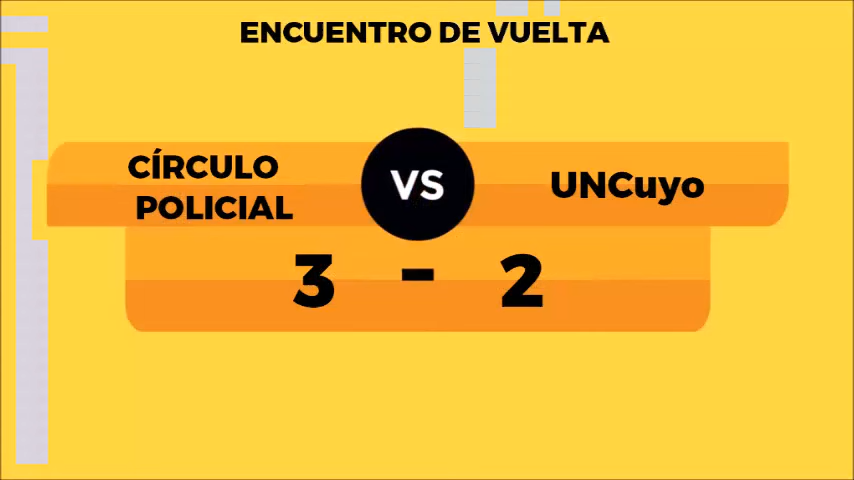 ENCUENTRO DE VUELTA
CÍRCULO
POLICIAL
VS
UNCuyo
3 - 2